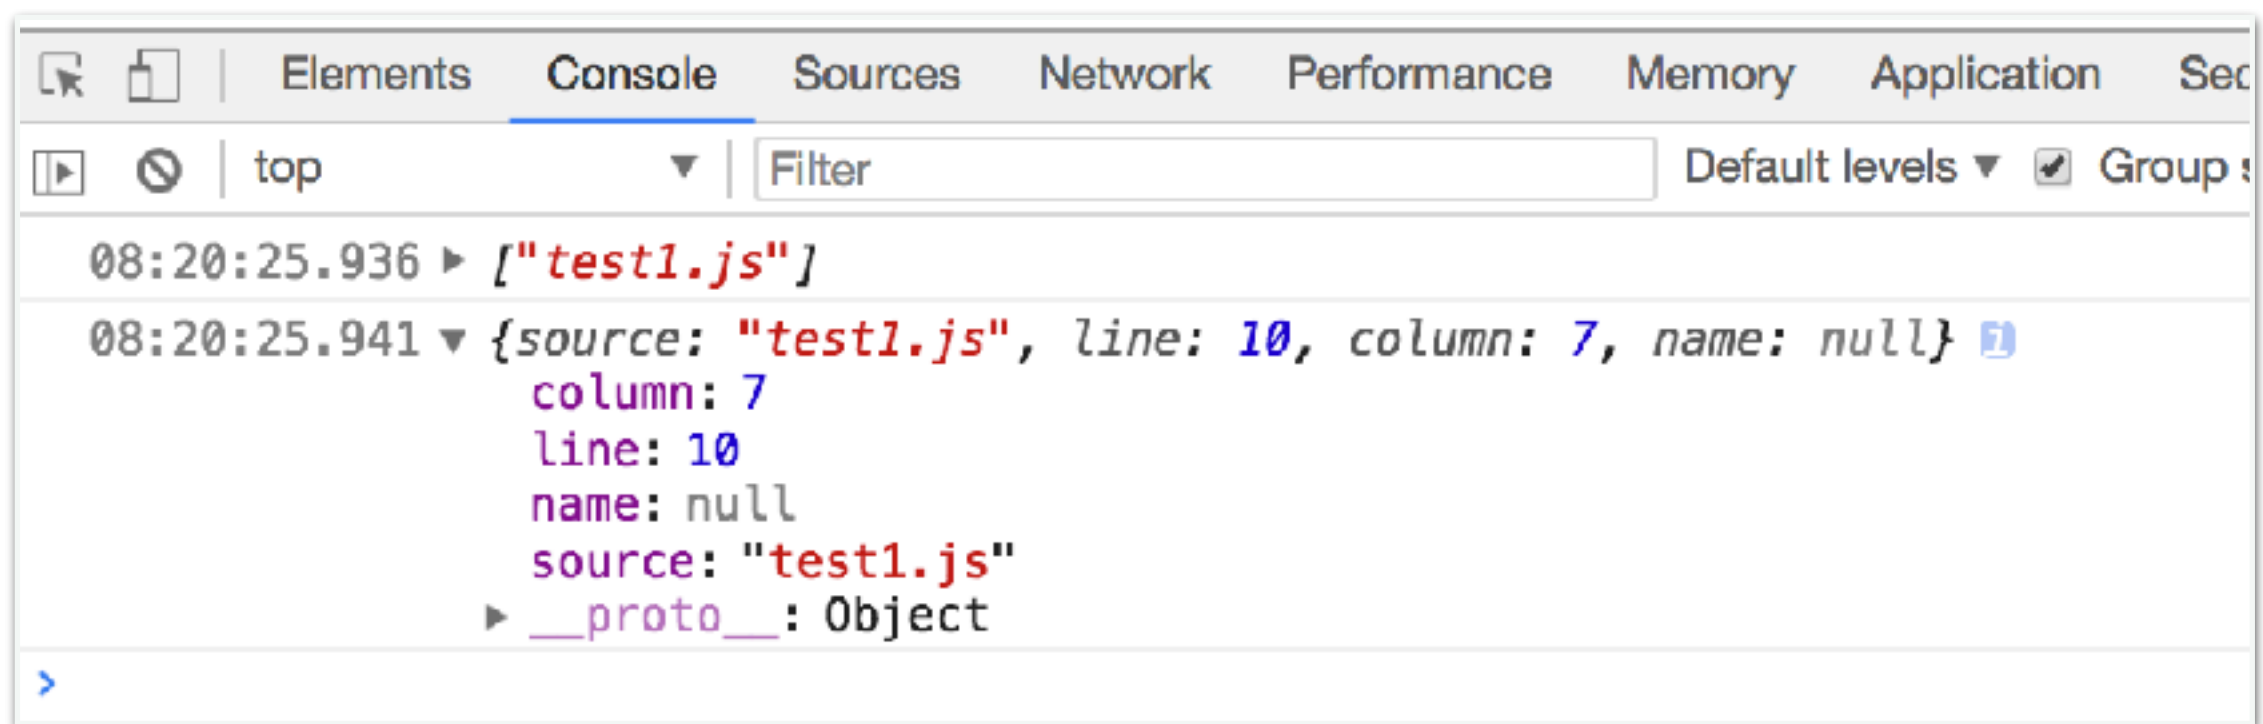 Elements Console Sources Network Performance Memory Application Sec
top Filter Default levels Group s
08:20:25.936 ["test1.js"]
08:20:25.941 {source: "test1.js", line: 10, column: 7, name: null} i
column: 7
line: 10
name: null
source: "test1.js"
__proto__: Object
>